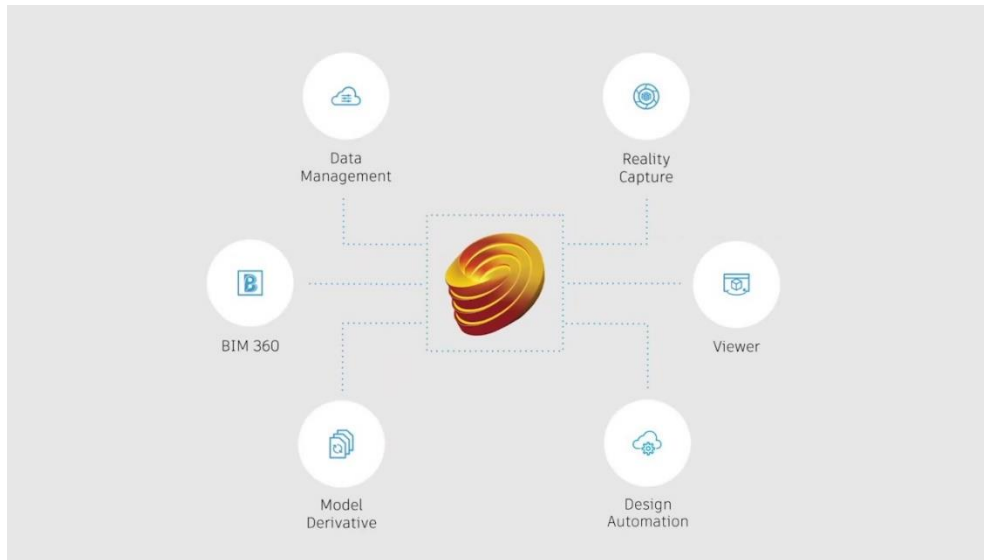 Data
Management
Reality
Capture
BIM 360
Viewer
Model
Derivative
Design
Automation